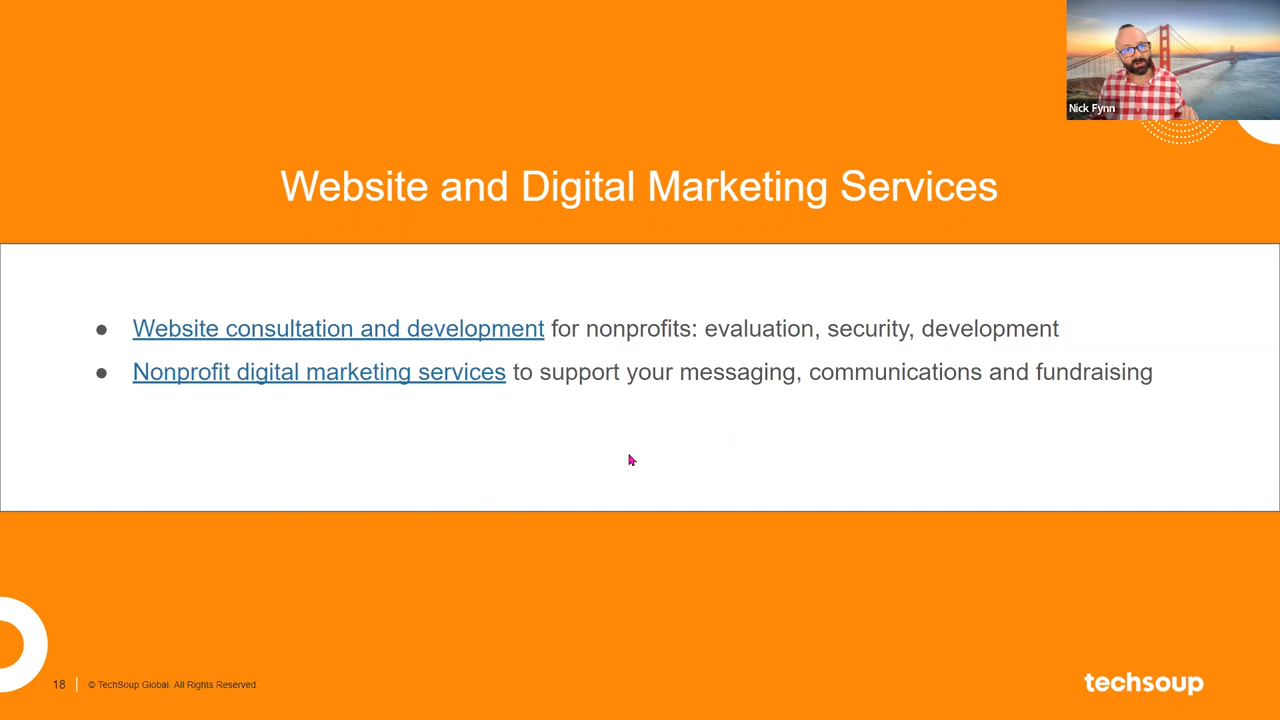 Nick Fynn
Website and Digital Marketing Services
● Website consultation and development for nonprofits: evaluation, security, development
● Nonprofit digital marketing services to support your messaging, communications and fundraising
18 © TechSoup Global. All Rights Reserved.
techsoup